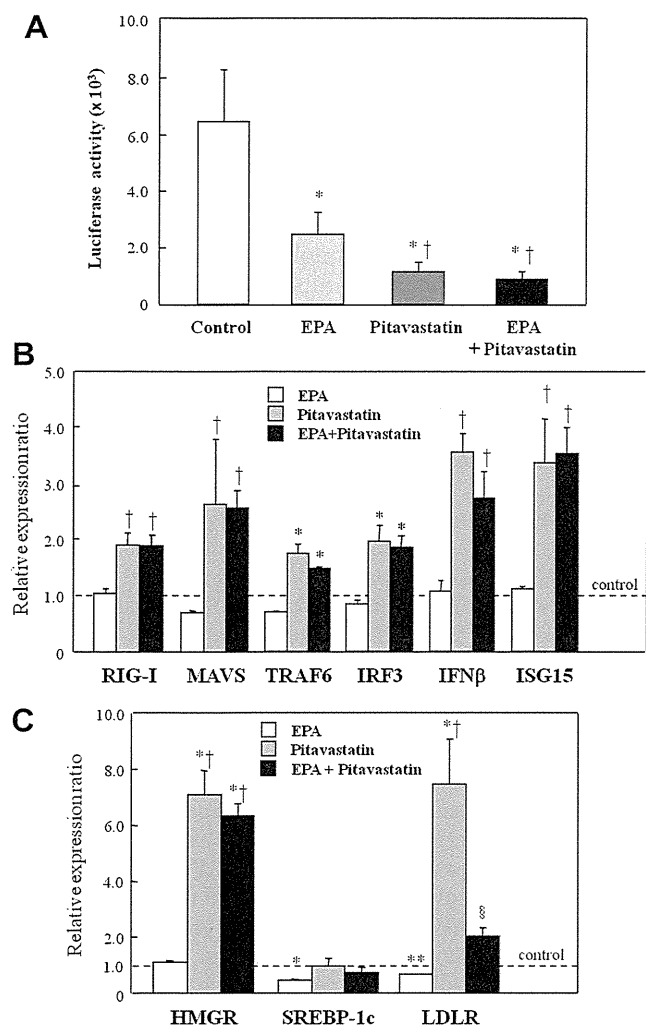 A
Luciferase activity (x 10³)
10.0
8.0
6.0
4.0
2.0
0
*
* †
* †
Control
EPA
Pitavastatin
EPA
+ Pitavastatin
B
Relative expression ratio
5.0
4.0
3.0
2.0
1.0
0
EPA
Pitavastatin
EPA+Pitavastatin
† †
† †
* *
* *
† †
† †
control
RIG-I
MAVS
TRAF6
IRF3
IFNβ
ISG15
C
Relative expression ratio
10.0
8.0
6.0
4.0
2.0
1.0
0
EPA
Pitavastatin
EPA + Pitavastatin
*†
*†
*
**
*†
§
control
HMGR
SREBP-1c
LDLR